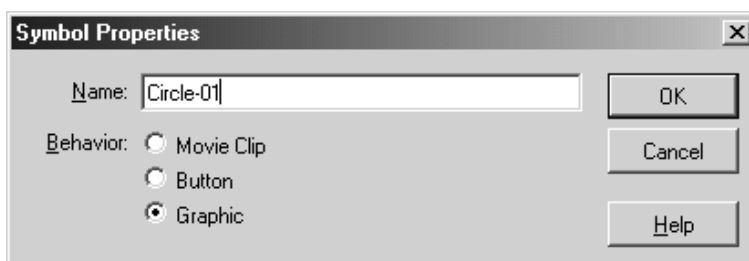 Symbol Properties
Name: Circle-01 OK
Behavior: Movie Clip Cancel
Button
Graphic Help